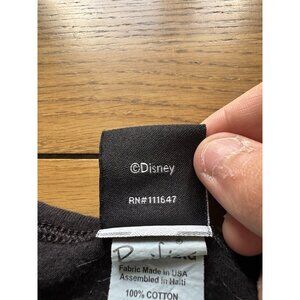 ©Disney
RN#111647
Fabric Made in USA
Assembled in Haiti
100% COTTON